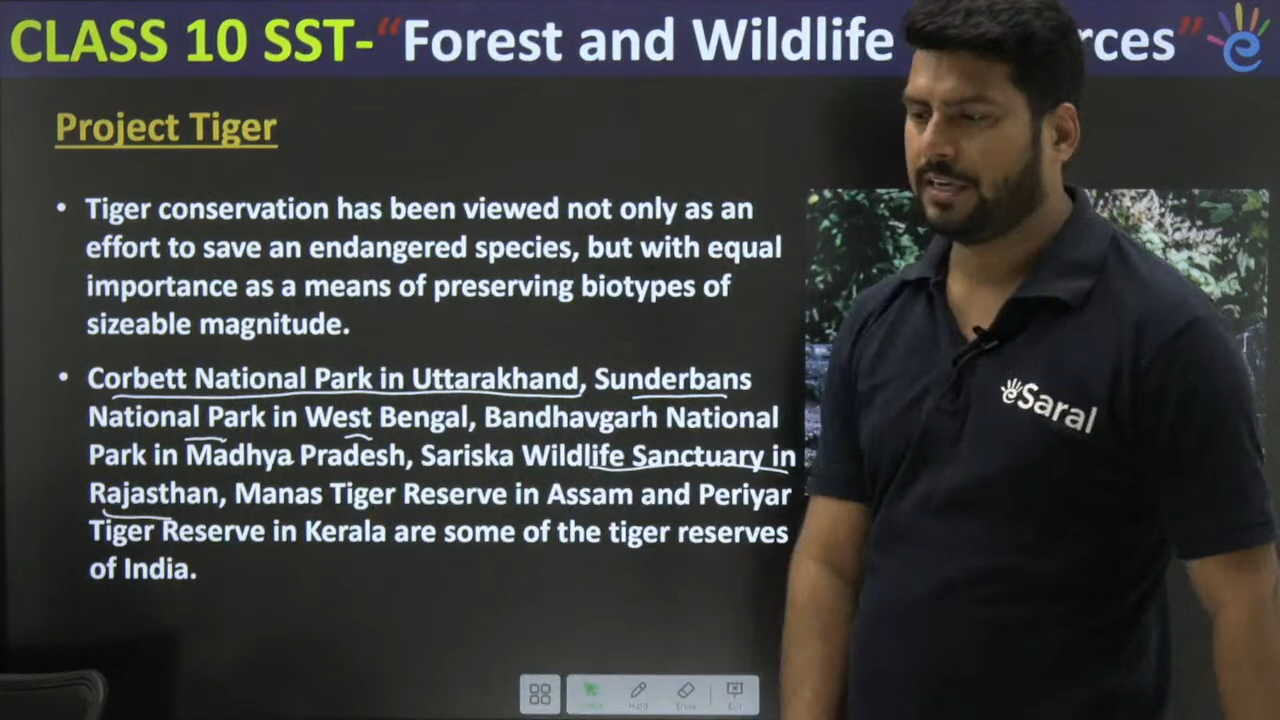 CLASS 10 SST-"Forest and Wildlife rces"
Project Tiger
• Tiger conservation has been viewed not only as an
effort to save an endangered species, but with equal
importance as a means of preserving biotypes of
sizeable magnitude.
• Corbett National Park in Uttarakhand, Sunderbans
National Park in West Bengal, Bandhavgarh National
Park in Madhya Pradesh, Sariska Wildlife Sanctuary in
Rajasthan, Manas Tiger Reserve in Assam and Periyar
Tiger Reserve in Kerala are some of the tiger reserves
of India.
eSaral
Hard Erase Exit